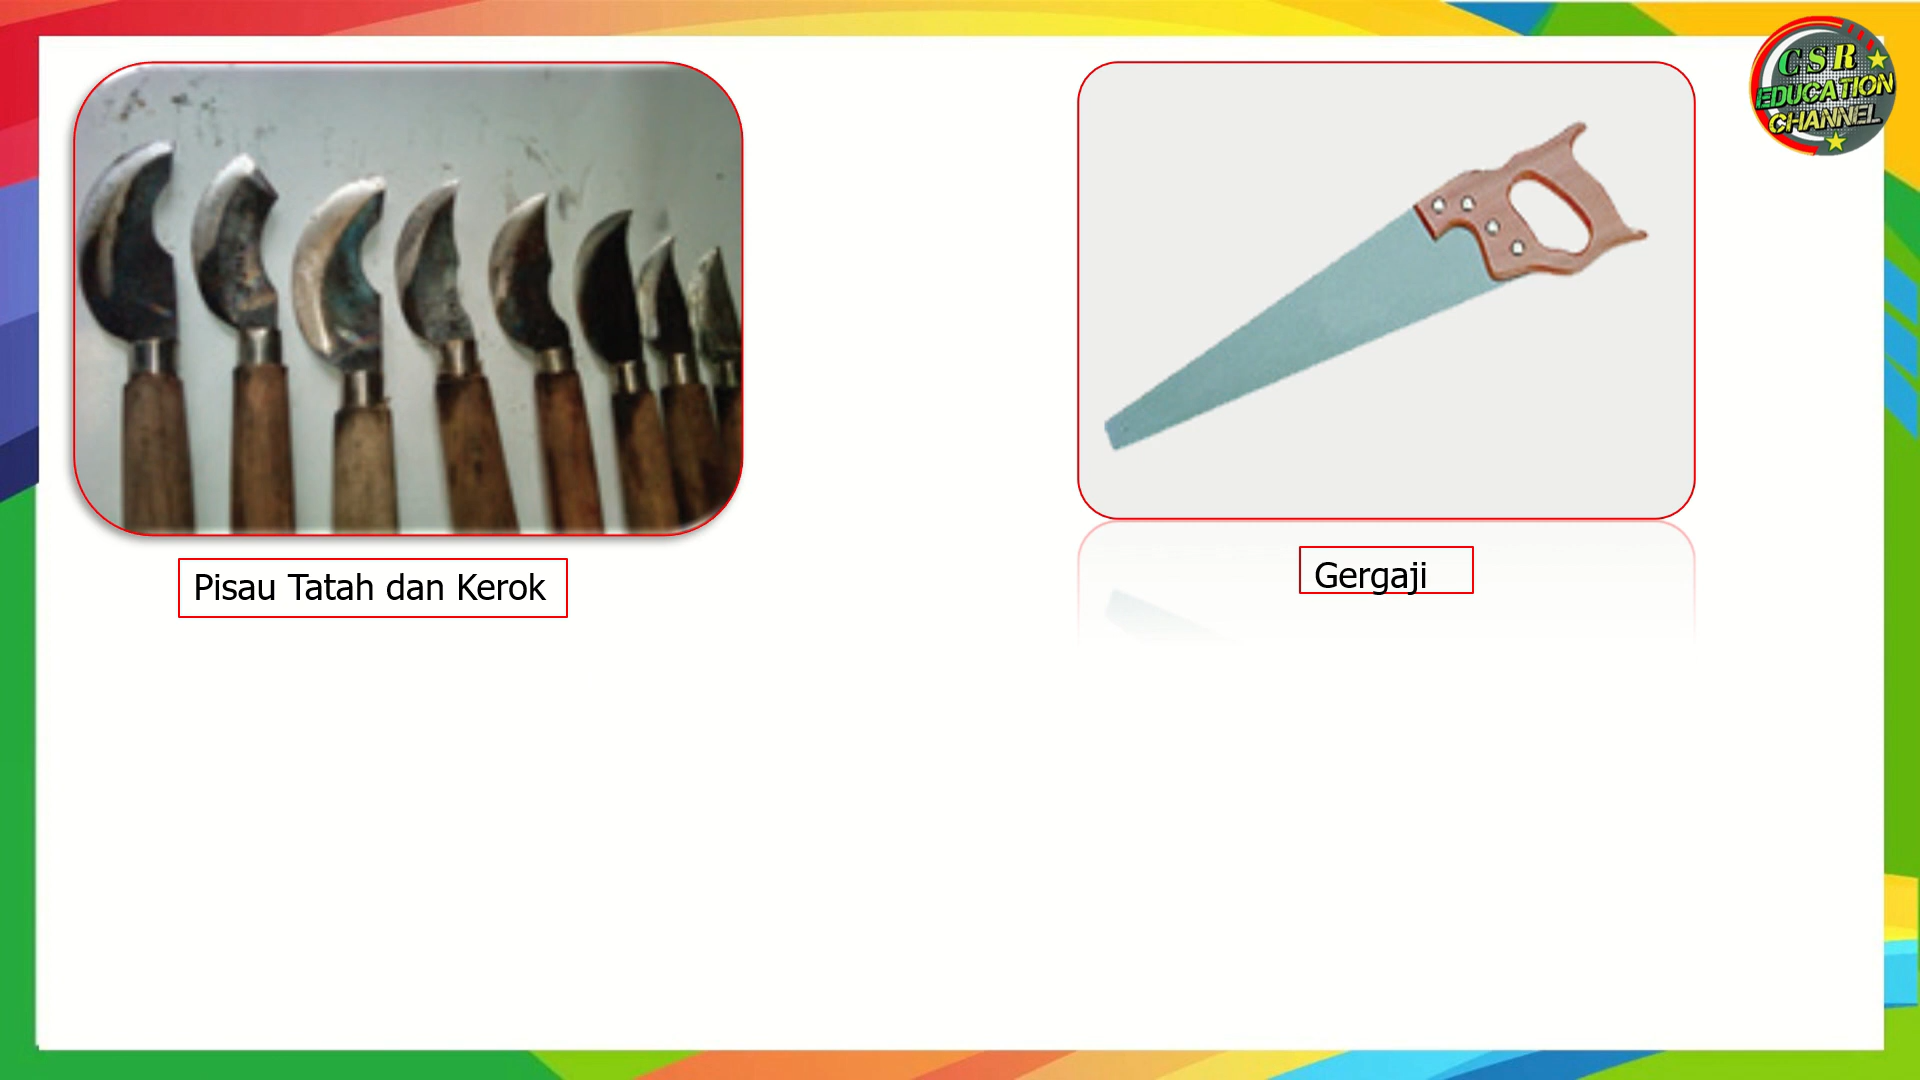 CSR
EDUCATION
CHANNEL
Pisau Tatah dan Kerok
Gergaji